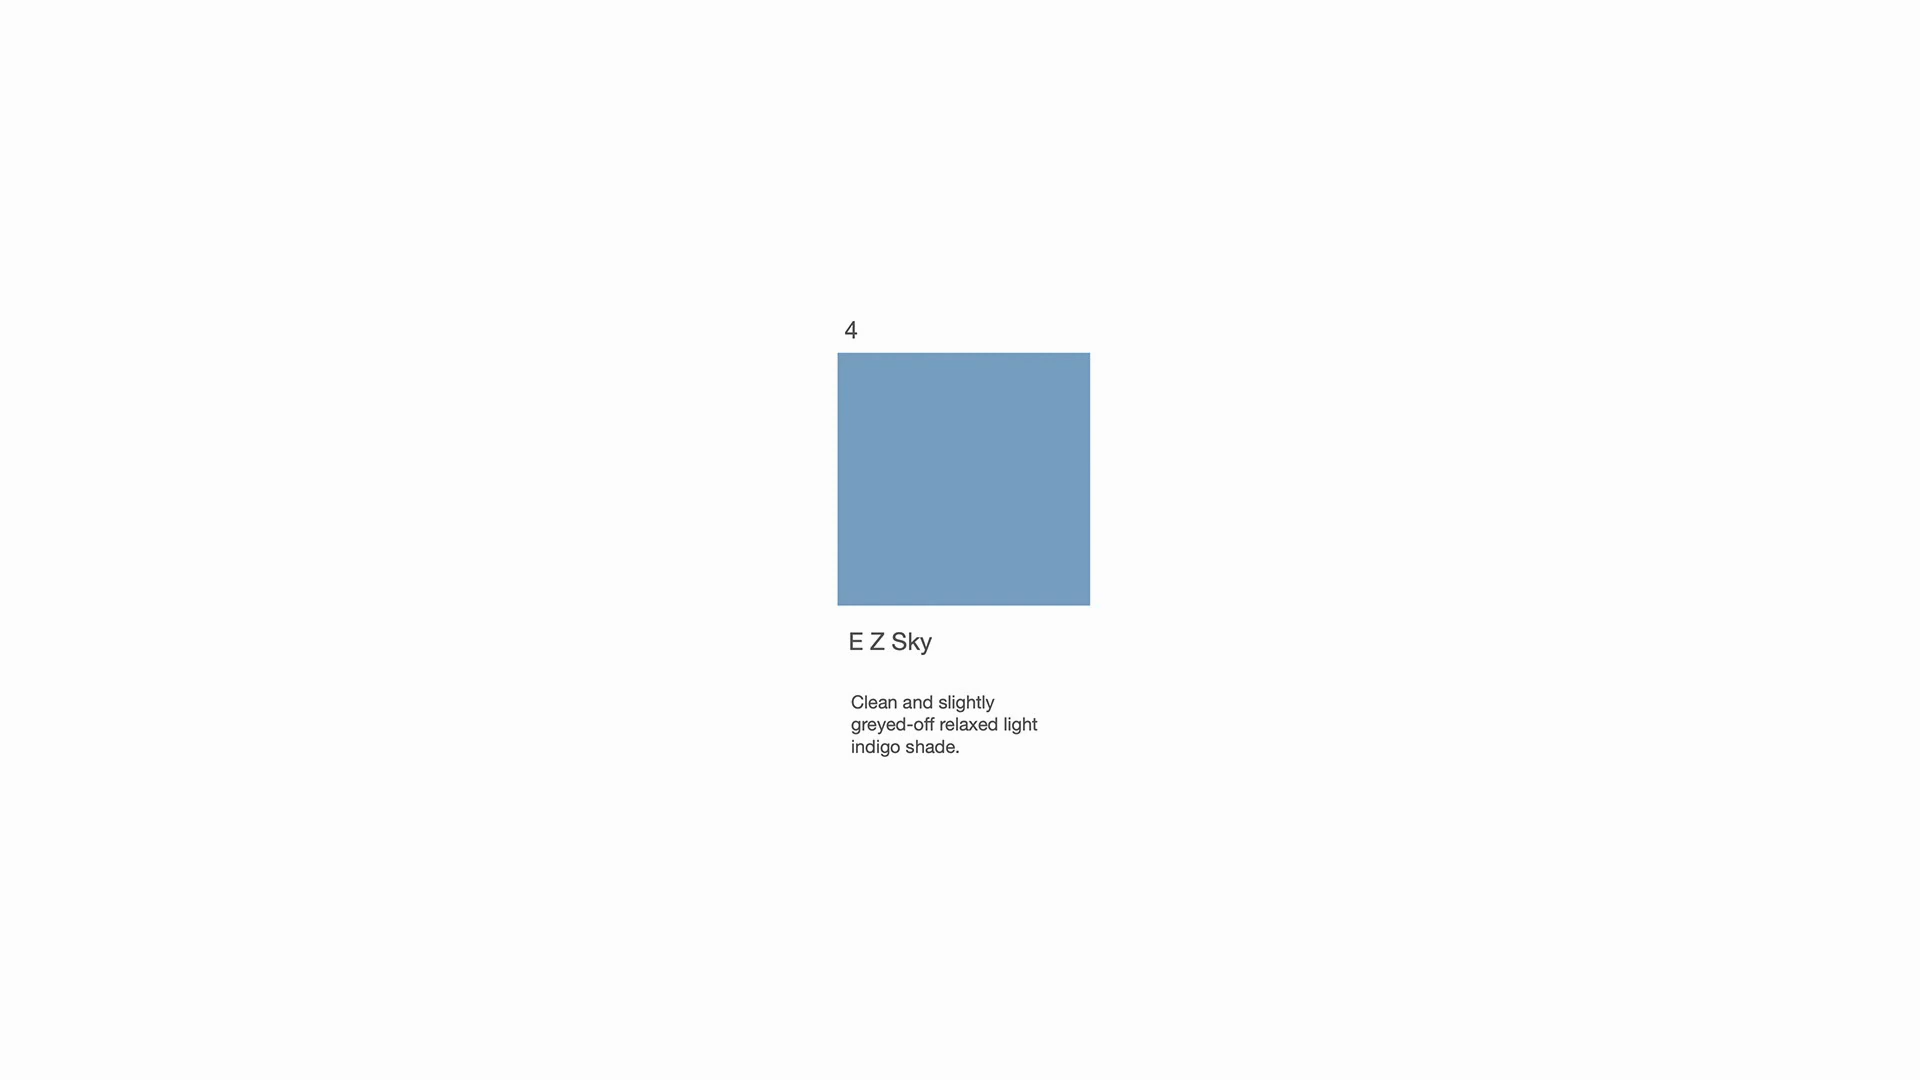 4
E Z Sky
Clean and slightly
greyed-off relaxed light
indigo shade.